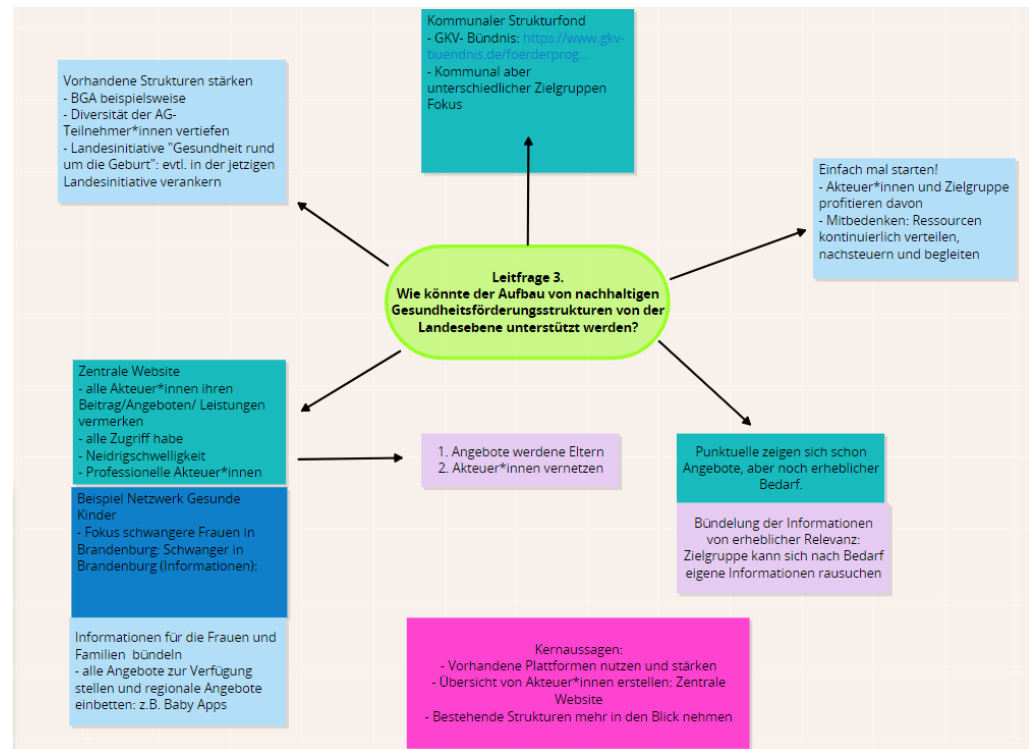 Kommunaler Strukturfond
- GKV- Bündnis: https://www.gkv-
buendnis.de/foerderprog...
- Kommunal aber
unterschiedlicher Zielgruppen
Fokus
Vorhandene Strukturen stärken
- BGA beispielsweise
- Diversität der AG-
Teilnehmer*innen vertiefen
- Landesinitiative "Gesundheit rund
um die Geburt": evtl. in der jetzigen
Landesinitiative verankern
Einfach mal starten!
- Akteuer*innen und Zielgruppe
profitieren davon
- Mitbedenken: Ressourcen
kontinuierlich verteilen,
nachsteuern und begleiten
Leitfrage 3.
Wie könnte der Aufbau von nachhaltigen
Gesundheitsförderungsstrukturen von der
Landesebene unterstützt werden?
Zentrale Website
- alle Akteuer*innen ihren
Beitrag/Angeboten/ Leistungen
vermerken
- alle Zugriff habe
- Neidrigschwelligkeit
- Professionelle Akteuer*innen
1. Angebote werdene Eltern
2. Akteuer*innen vernetzen
Punktuelle zeigen sich schon
Angebote, aber noch erheblicher
Bedarf.
Beispiel Netzwerk Gesunde
Kinder
- Fokus schwangere Frauen in
Brandenburg: Schwanger in
Brandenburg (Informationen):
Bündelung der Informationen
von erheblicher Relevanz:
Zielgruppe kann sich nach Bedarf
eigene Informationen rausuchen
Informationen für die Frauen und
Familien bündeln
- alle Angebote zur Verfügung
stellen und regionale Angebote
einbetten: z.B. Baby Apps
Kernaussagen:
- Vorhandene Plattformen nutzen und stärken
- Übersicht von Akteuer*innen erstellen: Zentrale
Website
- Bestehende Strukturen mehr in den Blick nehmen